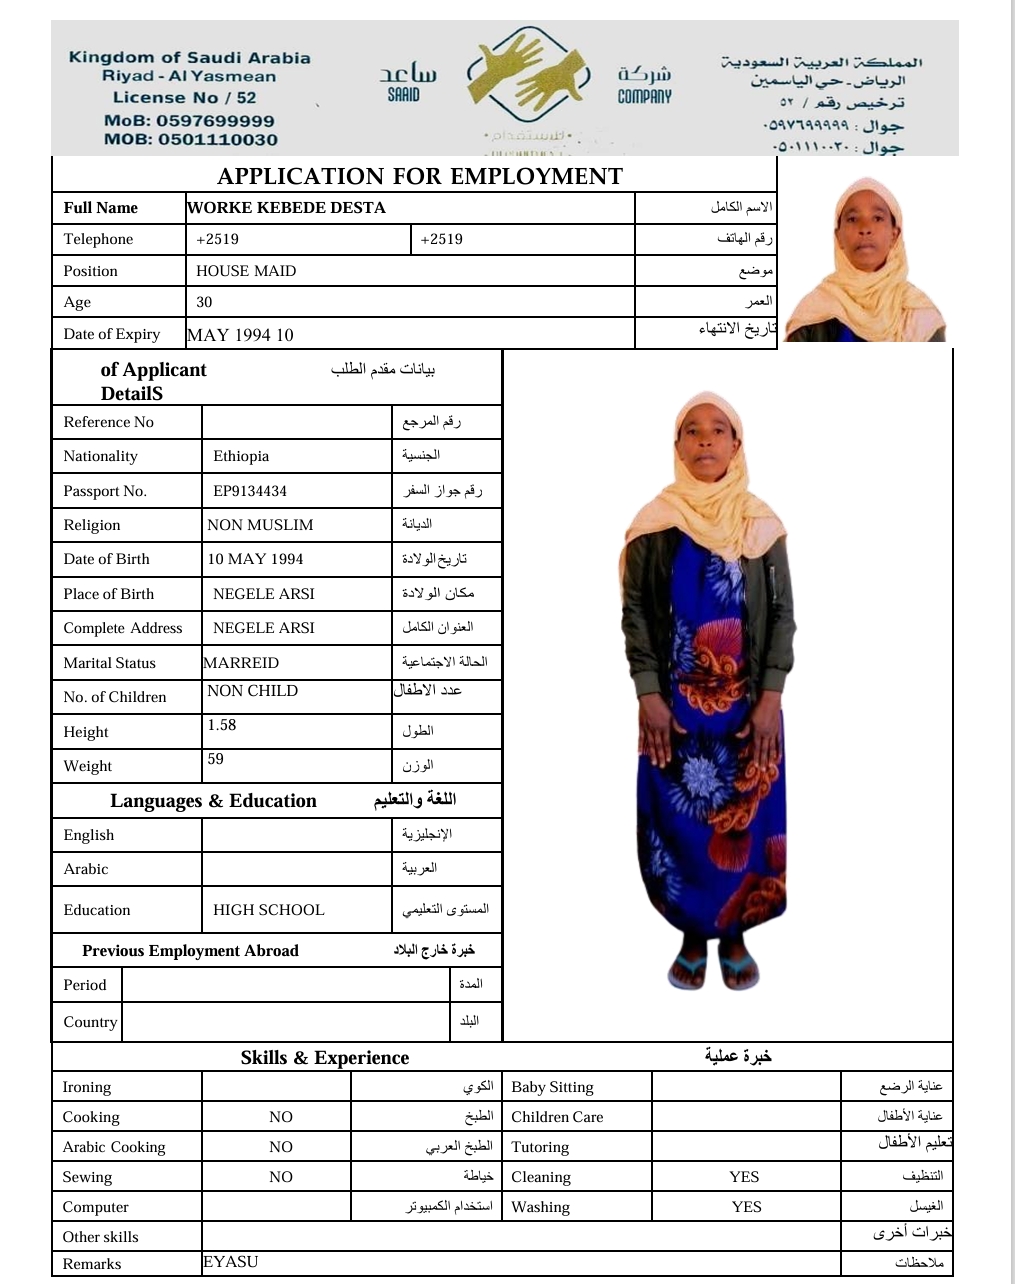 Kingdom of Saudi Arabia
Riyad - Al Yasmean
License No / 52
MoB: 0597699999
MOB: 0501110030
ساعد
SAAID
شركة
COMPANY
للإستقدام
المملكة العربية السعودية
الرياض - حي الياسمين
ترخيص رقم / ٥٢
جوال : ٠٥٩٧٦٩٩٩٩٩
جوال : ٠٥٠١١١٠٠٣٠
APPLICATION FOR EMPLOYMENT
Full Name WORKE KEBEDE DESTA الاسم الكامل
Telephone +2519 +2519 رقم الهاتف
Position HOUSE MAID موضع
Age 30 العمر
Date of Expiry MAY 1994 10 تاريخ الانتهاء
of Applicant بيانات مقدم الطلب
DetailS
Reference No رقم المرجع
Nationality Ethiopia الجنسية
Passport No. EP9134434 رقم جواز السفر
Religion NON MUSLIM الديانة
Date of Birth 10 MAY 1994 تاريخ الولادة
Place of Birth NEGELE ARSI مكان الولادة
Complete Address NEGELE ARSI العنوان الكامل
Marital Status MARREID الحالة الاجتماعية
No. of Children NON CHILD عدد الاطفال
Height 1.58 الطول
Weight 59 الوزن
Languages & Education اللغة والتعليم
English الإنجليزية
Arabic العربية
Education HIGH SCHOOL المستوى التعليمي
Previous Employment Abroad خبرة خارج البلاد
Period المدة
Country البلد
Skills & Experience خبرة عملية
Ironing الكوي Baby Sitting عناية الرضع
Cooking NO الطبخ Children Care عناية الأطفال
Arabic Cooking NO الطبخ العربي Tutoring تعليم الأطفال
Sewing NO خياطة Cleaning YES التنظيف
Computer استخدام الكمبيوتر Washing YES الغيسل
Other skills خبرات أخرى
Remarks EYASU ملاحظات